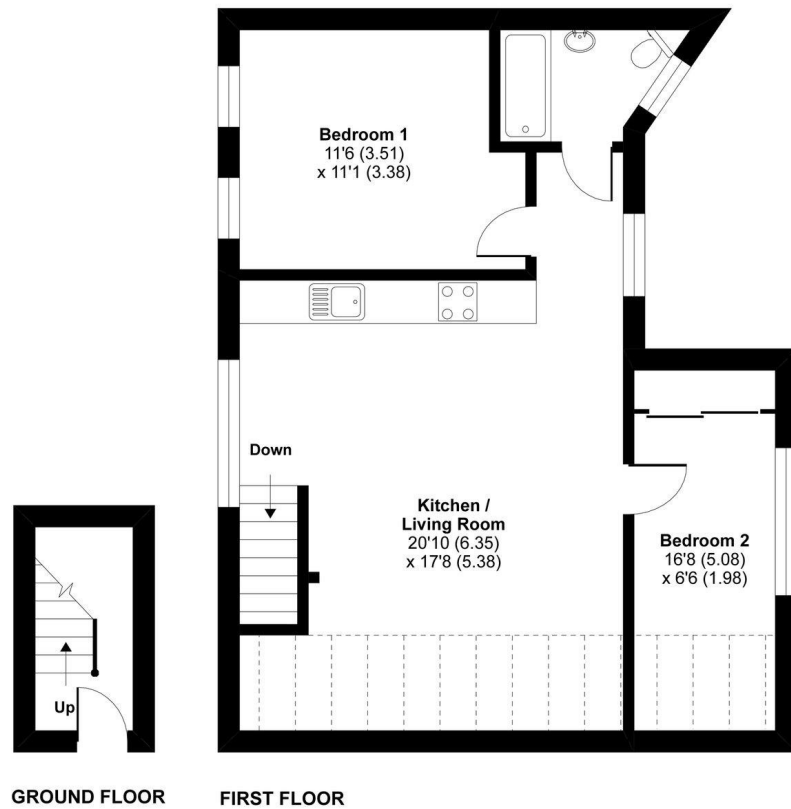 Bedroom 1
11'6 (3.51)
x 11'1 (3.38)
Down
Kitchen /
Living Room
20'10 (6.35)
x 17'8 (5.38)
Bedroom 2
16'8 (5.08)
x 6'6 (1.98)
Up
GROUND FLOOR
FIRST FLOOR